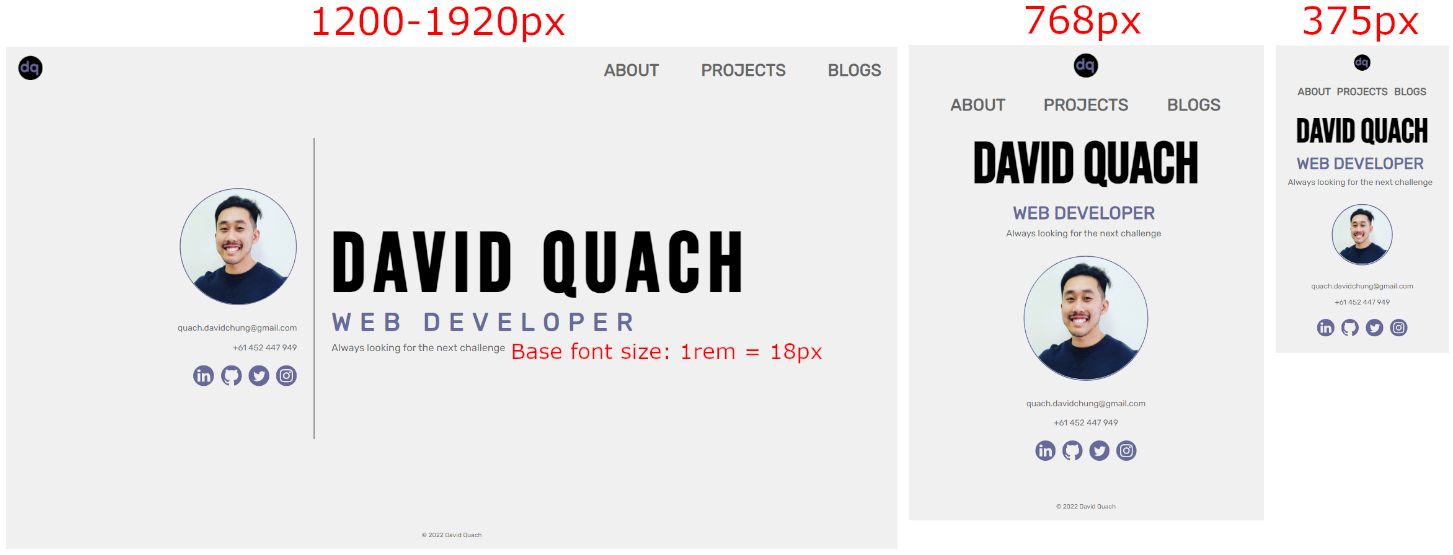 1200-1920px
dq
ABOUT PROJECTS BLOGS
quach.davidchung@gmail.com
+61 452 447 949
in
DAVID QUACH
WEB DEVELOPER
Always looking for the next challenge
Base font size: 1rem = 18px
© 2022 David Quach
768px
dq
ABOUT PROJECTS BLOGS
DAVID QUACH
WEB DEVELOPER
Always looking for the next challenge
quach.davidchung@gmail.com
+61 452 447 949
in
© 2022 David Quach
375px
dq
ABOUT PROJECTS BLOGS
DAVID QUACH
WEB DEVELOPER
Always looking for the next challenge
quach.davidchung@gmail.com
+61 452 447 949
in